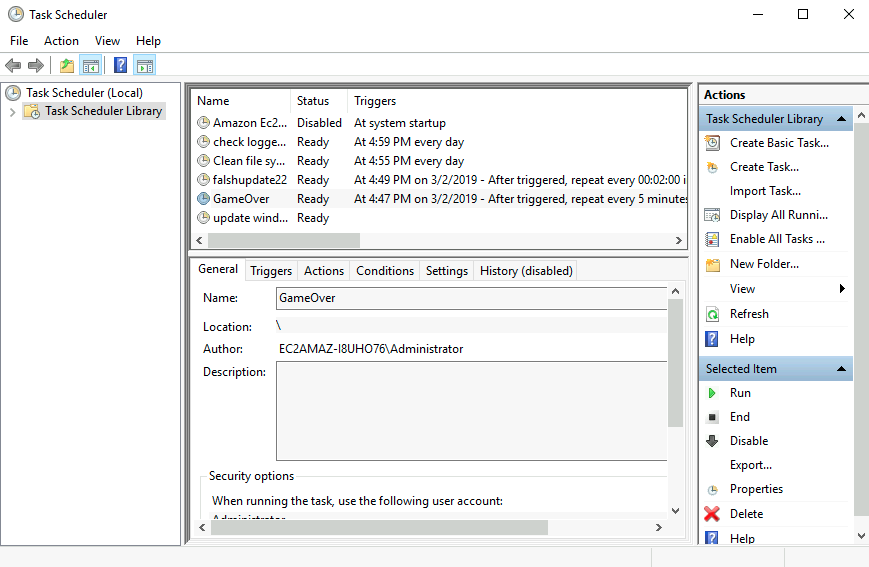 Task Scheduler
File Action View Help
Task Scheduler (Local)
Task Scheduler Library
Name Status Triggers
Amazon Ec2... Disabled At system startup
check logge... Ready At 4:59 PM every day
Clean file sy... Ready At 4:55 PM every day
falshupdate22 Ready At 4:49 PM on 3/2/2019 - After triggered, repeat every 00:02:00 i
GameOver Ready At 4:47 PM on 3/2/2019 - After triggered, repeat every 5 minutes
update wind... Ready
General Triggers Actions Conditions Settings History (disabled)
Name: GameOver
Location: \
Author: EC2AMAZ-I8UHO76\Administrator
Description:
Security options
When running the task, use the following user account:
Administrator
Actions
Task Scheduler Library
Create Basic Task...
Create Task...
Import Task...
Display All Runni...
Enable All Tasks ...
New Folder...
View
Refresh
Help
Selected Item
Run
End
Disable
Export...
Properties
Delete
Help